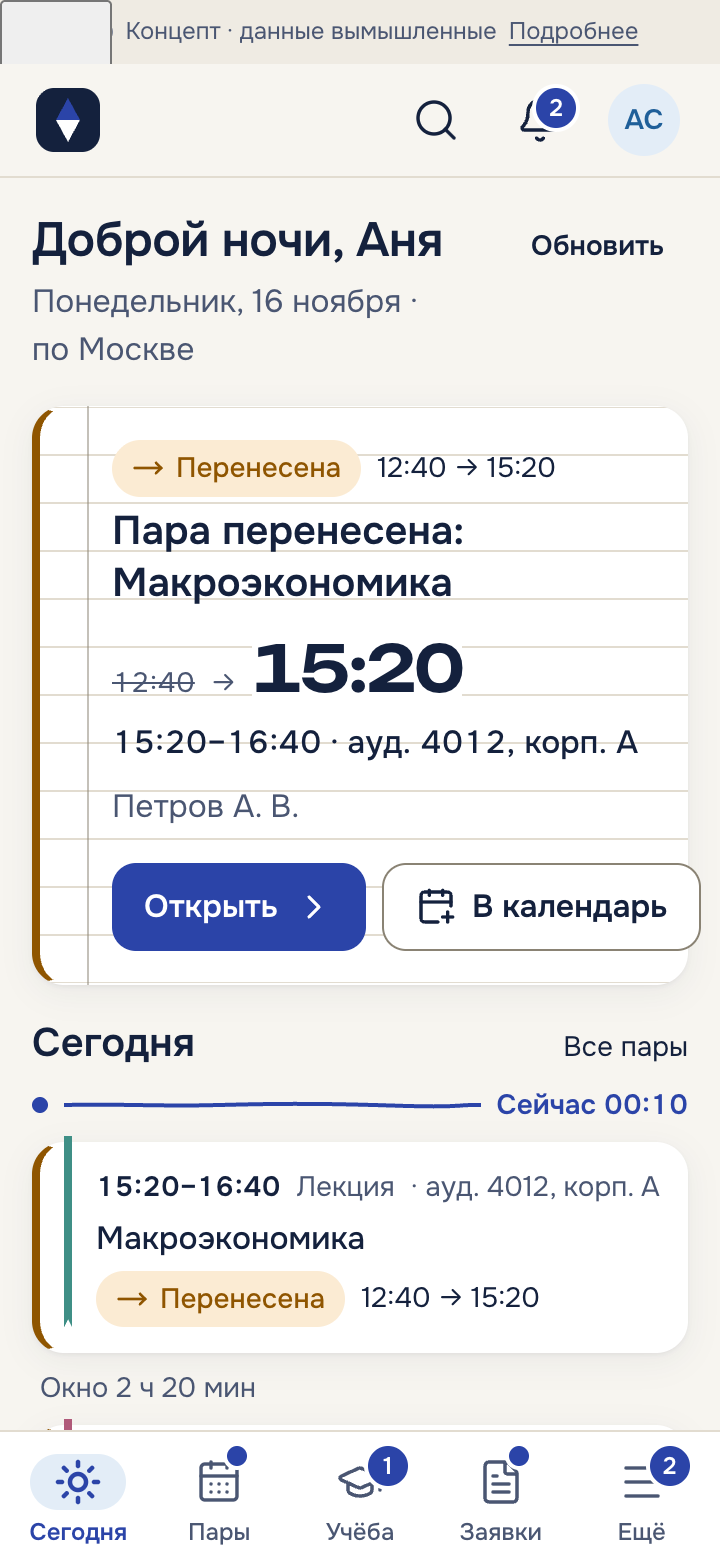 Концепт · данные вымышленные Подробнее
2
АС
Доброй ночи, Аня
Обновить
Понедельник, 16 ноября ·
по Москве
→ Перенесена 12:40 → 15:20
Пара перенесена:
Макроэкономика
12:40 → 15:20
15:20–16:40 · ауд. 4012, корп. А
Петров А. В.
Открыть
В календарь
Сегодня
Все пары
Сейчас 00:10
15:20–16:40 Лекция · ауд. 4012, корп. А
Макроэкономика
→ Перенесена 12:40 → 15:20
Окно 2 ч 20 мин
1
2
Сегодня
Пары
Учёба
Заявки
Ещё